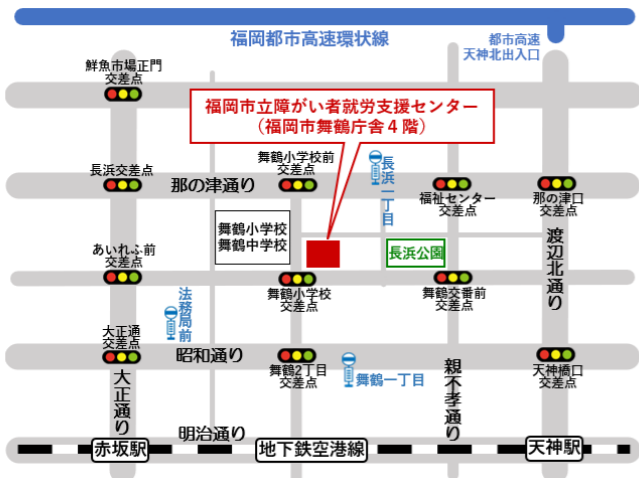 福岡都市高速環状線
都市高速
天神北出入口
鮮魚市場正門
交差点
福岡市立障がい者就労支援センター
（福岡市舞鶴庁舎４階）
長浜交差点
那の津通り
舞鶴小学校前
交差点
長浜一丁目
福祉センター
交差点
那の津口
交差点
舞鶴小学校
舞鶴中学校
長浜公園
渡辺北通り
あいれふ前
交差点
舞鶴小学校
交差点
舞鶴交番前
交差点
法務局前
大正通
交差点
昭和通り
舞鶴2丁目
交差点
舞鶴一丁目
天神橋口
交差点
大正通り
親不孝通り
明治通り
赤坂駅
地下鉄空港線
天神駅